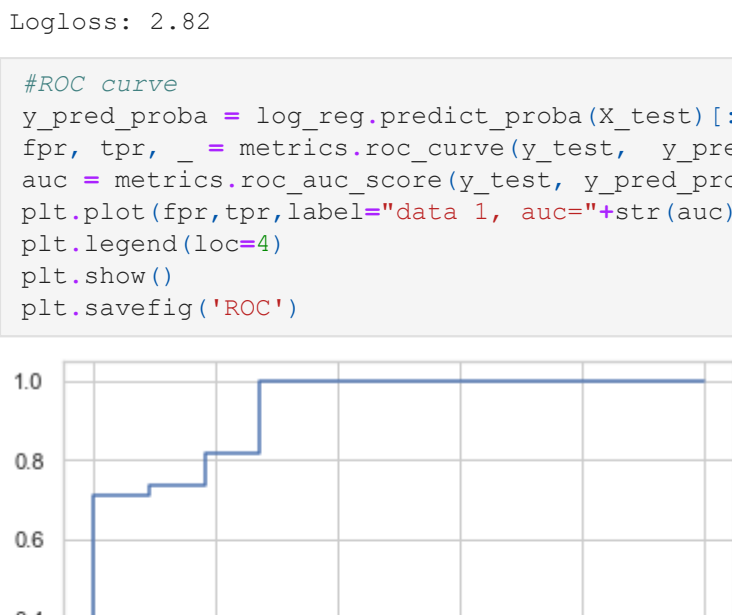 Logloss: 2.82
#ROC curve
y_pred_proba = log_reg.predict_proba(X_test)[:
fpr, tpr, _ = metrics.roc_curve(y_test,  y_pre
auc = metrics.roc_auc_score(y_test, y_pred_pro
plt.plot(fpr,tpr,label="data 1, auc="+str(auc)
plt.legend(loc=4)
plt.show()
plt.savefig('ROC')
1.0
0.8
0.6